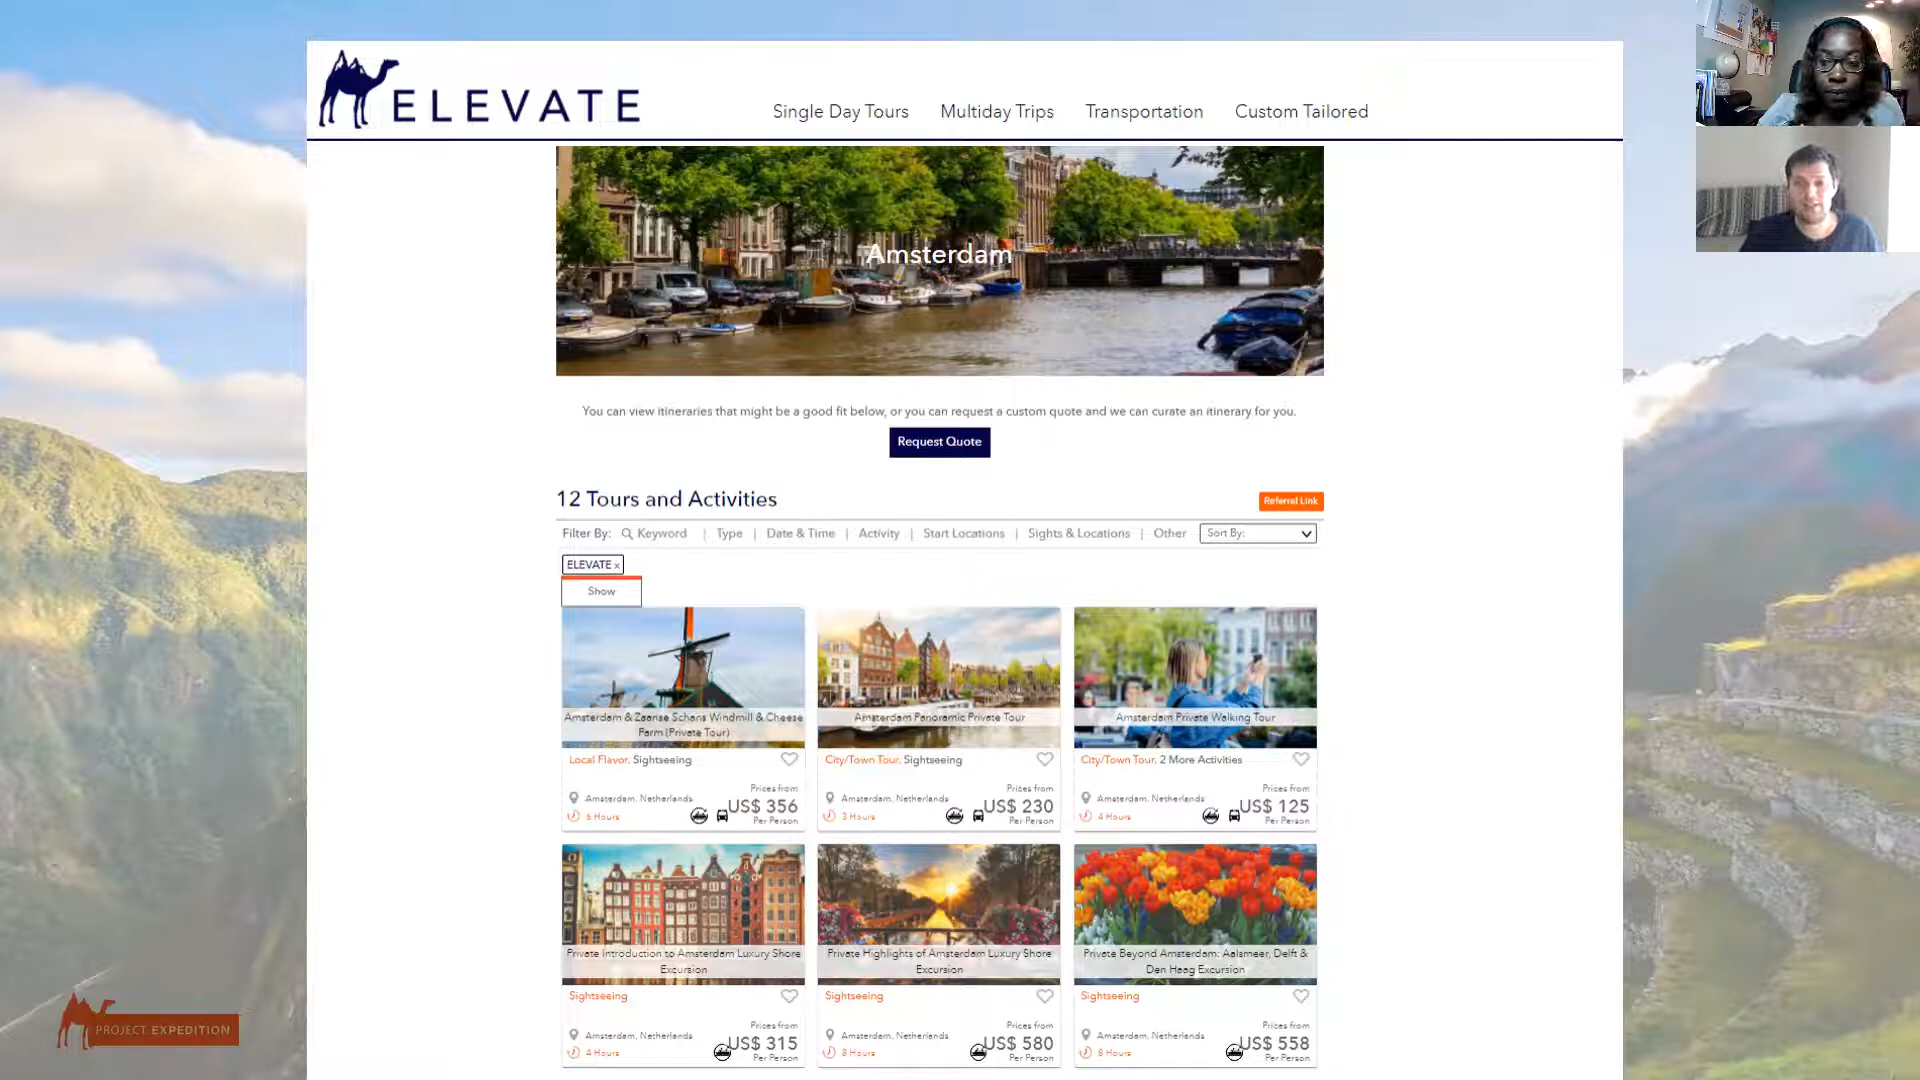 ELEVATE
Single Day Tours
Multiday Trips
Transportation
Custom Tailored
Amsterdam
You can view itineraries that might be a good fit below, or you can request a custom quote and we can curate an itinerary for you.
Request Quote
12 Tours and Activities
Referral Link
Filter By: Keyword | Type | Date & Time | Activity | Start Locations | Sights & Locations | Other
Sort By:
ELEVATE x
Show
Amsterdam & Zaanse Schans Windmill & Cheese
Farm (Private Tour)
Local Flavor, Sightseeing
Amsterdam, Netherlands
6 Hours
Prices from
US$ 356
Per Person
Amsterdam Panoramic Private Tour
City/Town Tour, Sightseeing
Amsterdam, Netherlands
3 Hours
Prices from
US$ 230
Per Person
Amsterdam Private Walking Tour
City/Town Tour, 2 More Activities
Amsterdam, Netherlands
4 Hours
Prices from
US$ 125
Per Person
Private Introduction to Amsterdam Luxury Shore
Excursion
Sightseeing
Amsterdam, Netherlands
4 Hours
Prices from
US$ 315
Per Person
Private Highlights of Amsterdam Luxury Shore
Excursion
Sightseeing
Amsterdam, Netherlands
8 Hours
Prices from
US$ 580
Per Person
Private Beyond Amsterdam: Aalsmeer, Delft &
Den Haag Excursion
Sightseeing
Amsterdam, Netherlands
8 Hours
Prices from
US$ 558
Per Person
PROJECT EXPEDITION